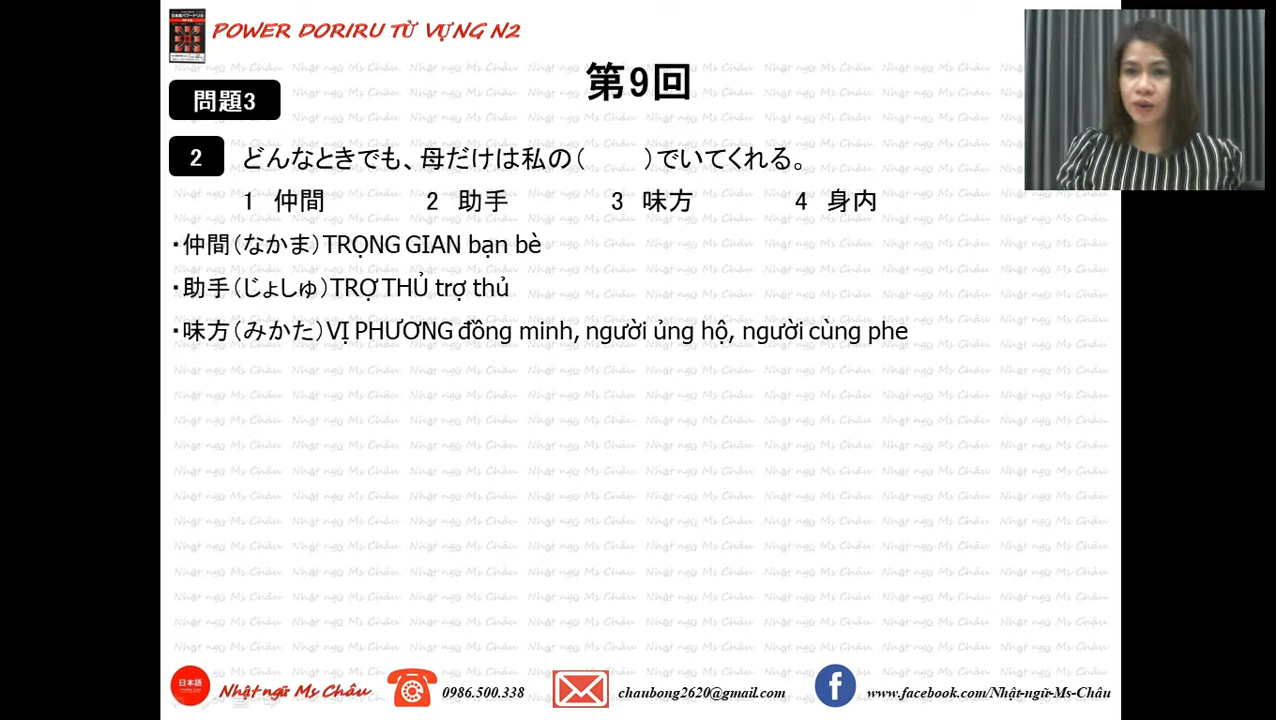 POWER DORIRU TỪ VỰNG N2
第9回
問題3
2 どんなときでも、母だけは私の( )でいてくれる。
1 仲間 2 助手 3 味方 4 身内
・仲間(なかま)TRỌNG GIAN bạn bè
・助手(じょしゅ)TRỢ THỦ trợ thủ
・味方(みかた)VỊ PHƯƠNG đồng minh, người ủng hộ, người cùng phe
日本語 Nhật ngữ Ms Châu 0986.500.338 chaubong2620@gmail.com www.facebook.com/Nhật-ngữ-Ms-Châu